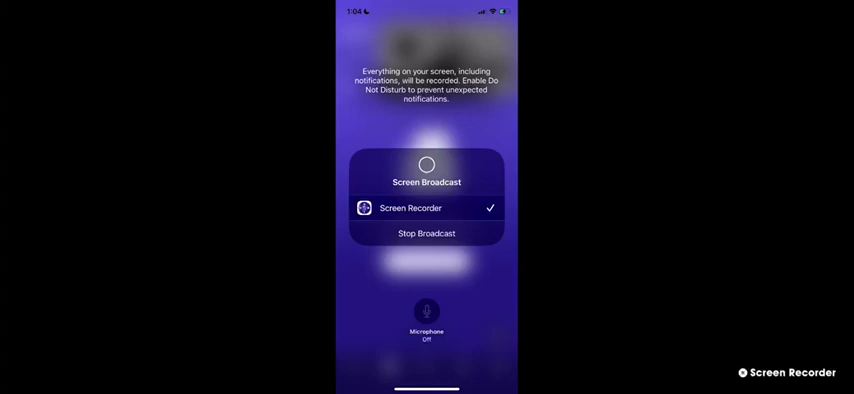 1:04
Everything on your screen, including
notifications, will be recorded. Enable Do
Not Disturb to prevent unexpected
notifications.
Screen Broadcast
Screen Recorder
Stop Broadcast
Microphone
Off
Screen Recorder